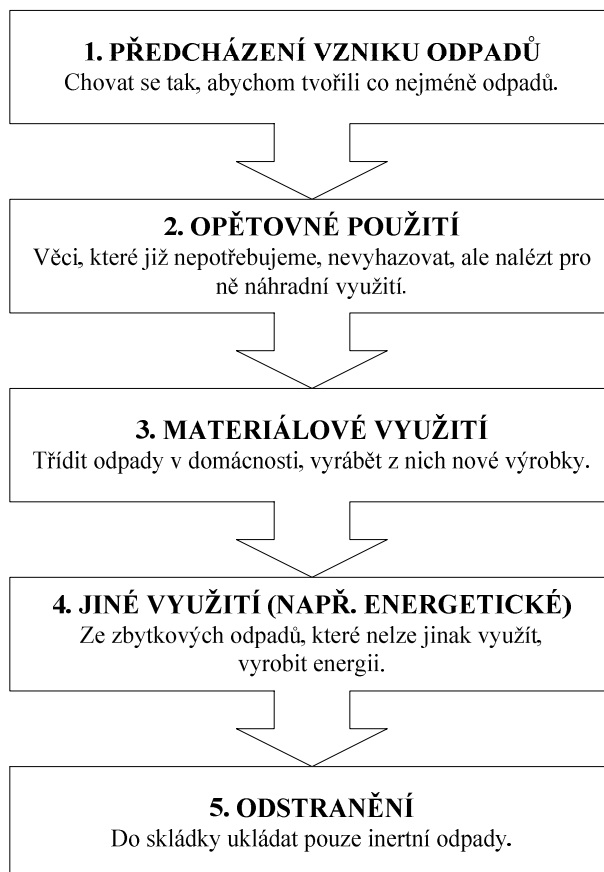 1. PŘEDCHÁZENÍ VZNIKU ODPADŮ
Chovat se tak, abychom tvořili co nejméně odpadů.
2. OPĚTOVNÉ POUŽITÍ
Věci, které již nepotřebujeme, nevyhazovat, ale nalézt pro
ně náhradní využití.
3. MATERIÁLOVÉ VYUŽITÍ
Třídit odpady v domácnosti, vyrábět z nich nové výrobky.
4. JINÉ VYUŽITÍ (NAPŘ. ENERGETICKÉ)
Ze zbytkových odpadů, které nelze jinak využít,
vyrobit energii.
5. ODSTRANĚNÍ
Do skládky ukládat pouze inertní odpady.